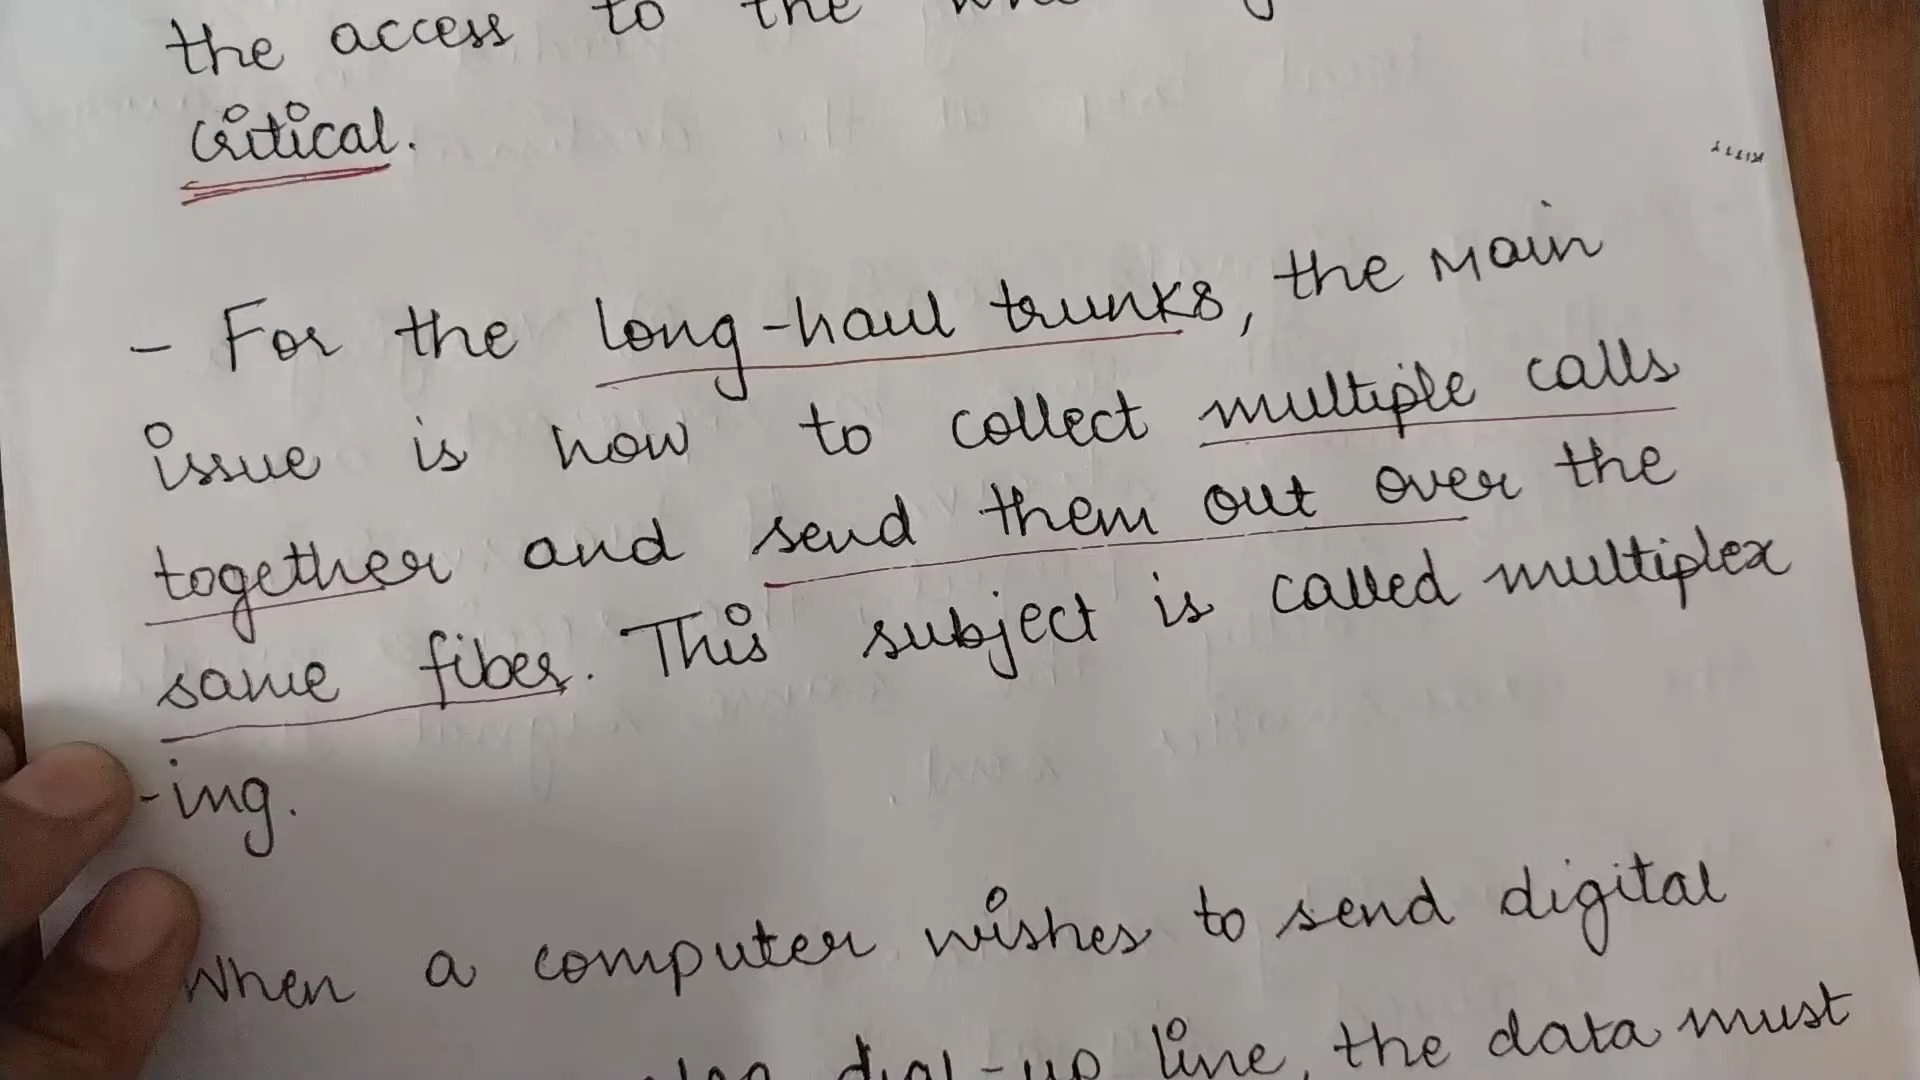 the access to the
critical.
- For the long-haul trunks, the main
issue is how to collect multiple calls
together and send them out over the
same fiber. This subject is called multiplex
-ing.
When a computer wishes to send digital
dial-up line, the data must